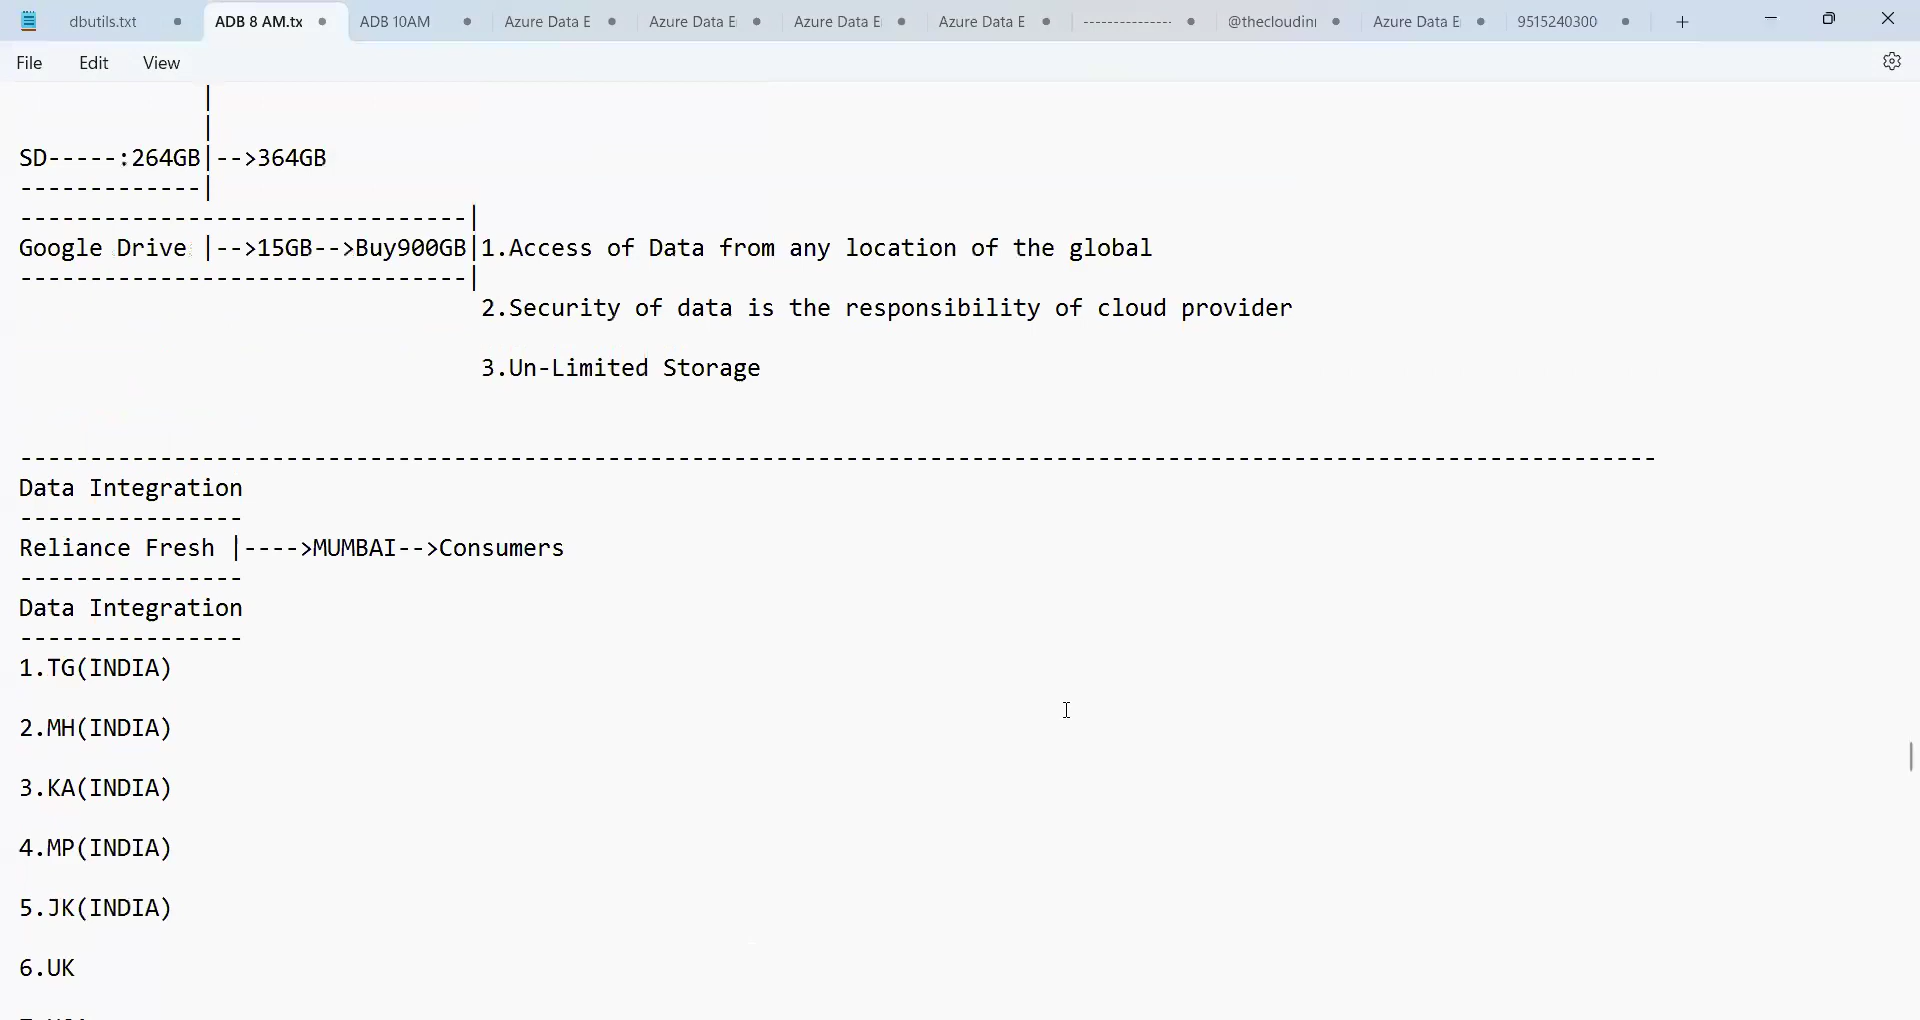 dbutils.txt
ADB 8 AM.tx
ADB 10AM
Azure Data E
Azure Data E
Azure Data E
Azure Data E
---------------
@thecloudin
Azure Data E
9515240300
File Edit View
|
|
SD-----:264GB|-->364GB
-------------|
--------------------------------|
Google Drive |-->15GB-->Buy900GB|1.Access of Data from any location of the global
--------------------------------|
2.Security of data is the responsibility of cloud provider
3.Un-Limited Storage
---------------------------------------------------------------------------------------------------------------------
Data Integration
----------------
Reliance Fresh |---->MUMBAI-->Consumers
----------------
Data Integration
----------------
1.TG(INDIA)
2.MH(INDIA)
3.KA(INDIA)
4.MP(INDIA)
5.JK(INDIA)
6.UK